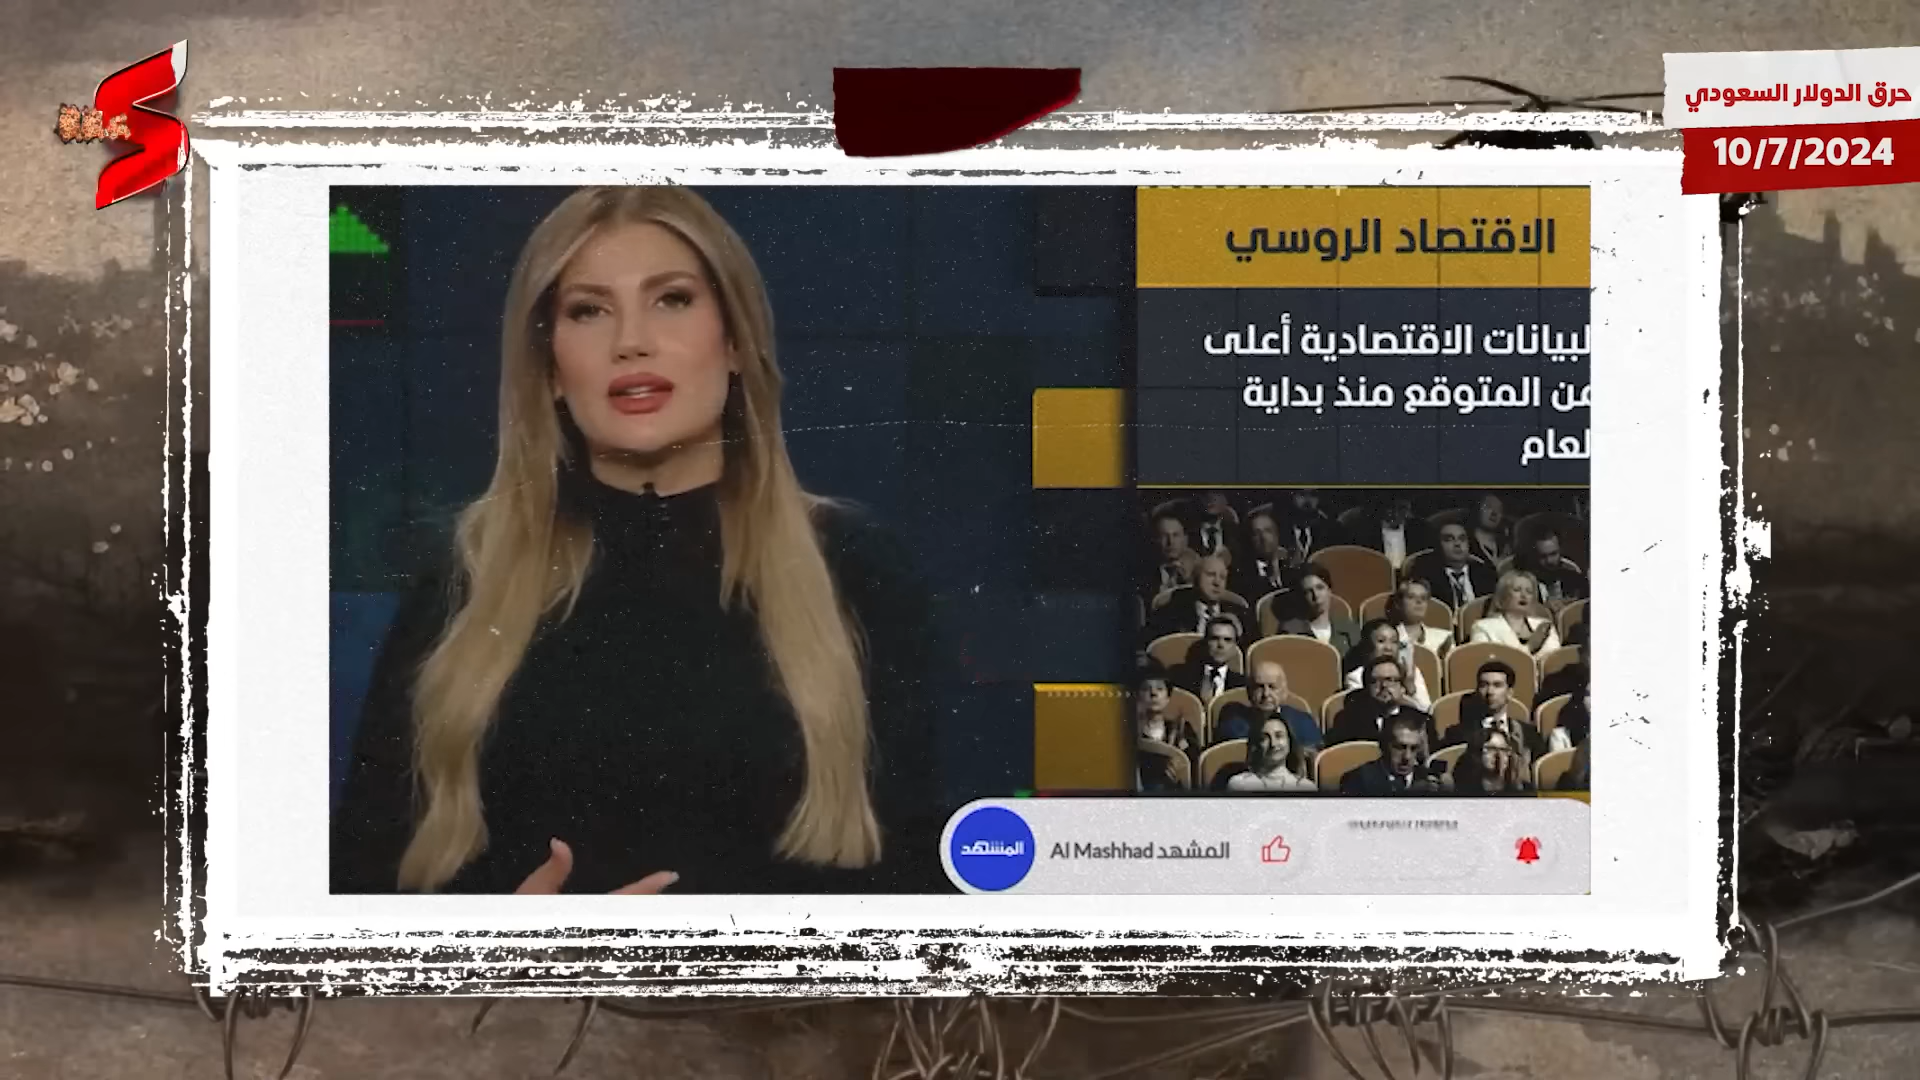 حرق الدولار السعودي
10/7/2024
الاقتصاد الروسي
لبيانات الاقتصادية أعلى
من المتوقع منذ بداية
لعام
المشهد
Al Mashhad المشهد